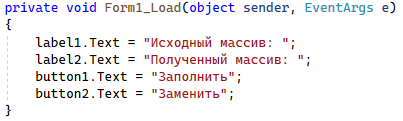 private void Form1_Load(object sender, EventArgs e)
{
    label1.Text = "Исходный массив: ";
    label2.Text = "Полученный массив: ";
    button1.Text = "Заполнить";
    button2.Text = "Заменить";
}